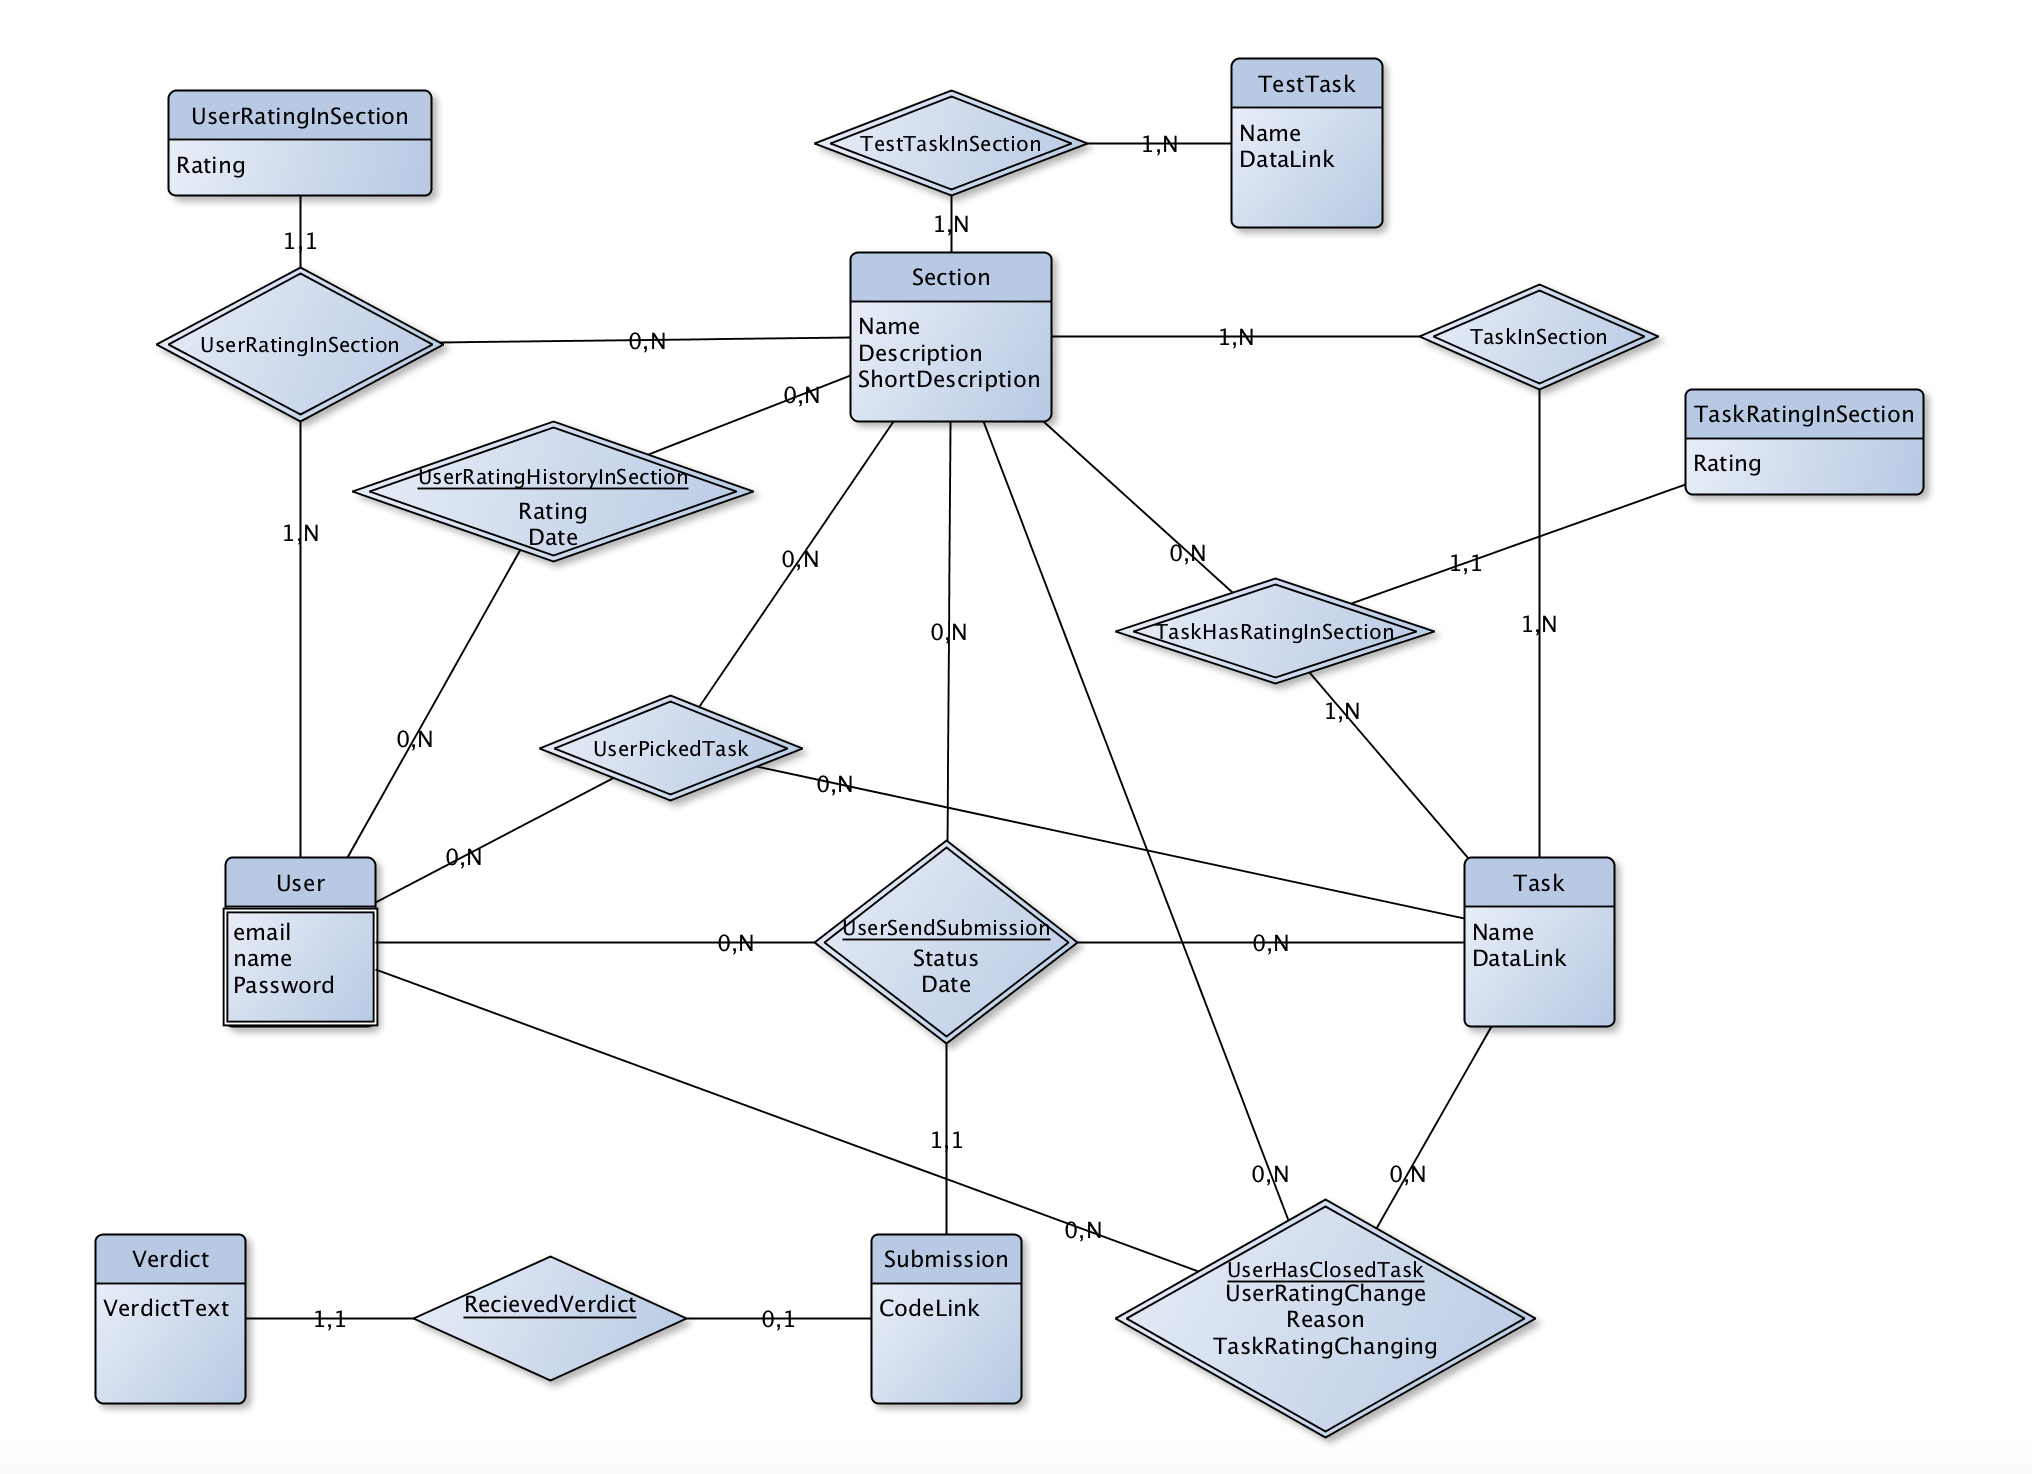 TestTask
Name
DataLink
UserRatingInSection
Rating
TestTaskInSection
1,N
1,N
1,1
Section
Name
Description
ShortDescription
UserRatingInSection
0,N
1,N
TaskInSection
0,N
TaskRatingInSection
Rating
UserRatingHistoryInSection
Rating
Date
1,N
0,N
0,N
1,1
0,N
TaskHasRatingInSection
1,N
1,N
0,N
UserPickedTask
0,N
0,N
User
email
name
Password
0,N
UserSendSubmission
Status
Date
0,N
Task
Name
DataLink
1,1
0,N
0,N
0,N
Verdict
VerdictText
1,1
RecievedVerdict
0,1
Submission
CodeLink
UserHasClosedTask
UserRatingChange
Reason
TaskRatingChanging